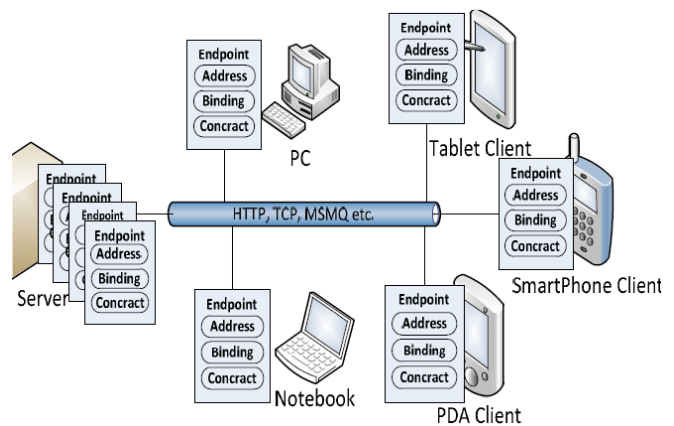 Endpoint
Address
Binding
Concract
PC
Endpoint
Address
Binding
Concract
Tablet Client
Endpoint
Address
Binding
Concract
SmartPhone Client
HTTP, TCP, MSMQ etc.
Endpoint
Endpoint
Endpoint
Endpoint
Address
Binding
Concract
Server
Endpoint
Address
Binding
Concract
Notebook
Endpoint
Address
Binding
Concract
PDA Client